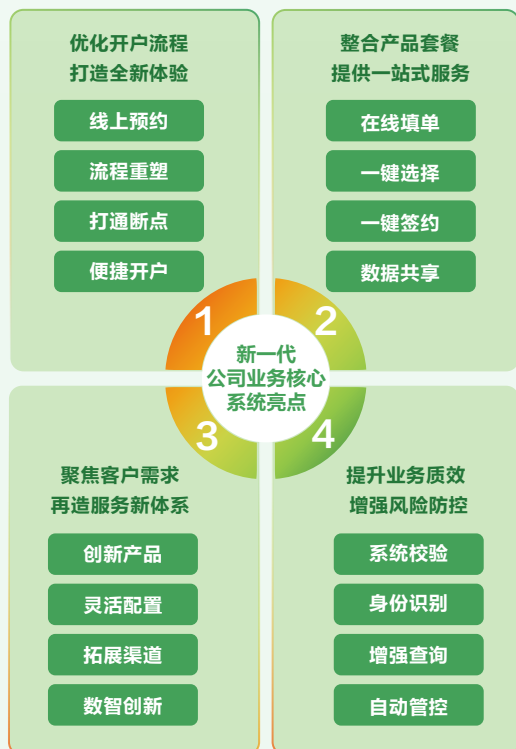 优化开户流程
打造全新体验
线上预约
流程重塑
打通断点
便捷开户
整合产品套餐
提供一站式服务
在线填单
一键选择
一键签约
数据共享
1
2
新一代
公司业务核心
系统亮点
3
4
聚焦客户需求
再造服务新体系
创新产品
灵活配置
拓展渠道
数智创新
提升业务质效
增强风险防控
系统校验
身份识别
增强查询
自动管控